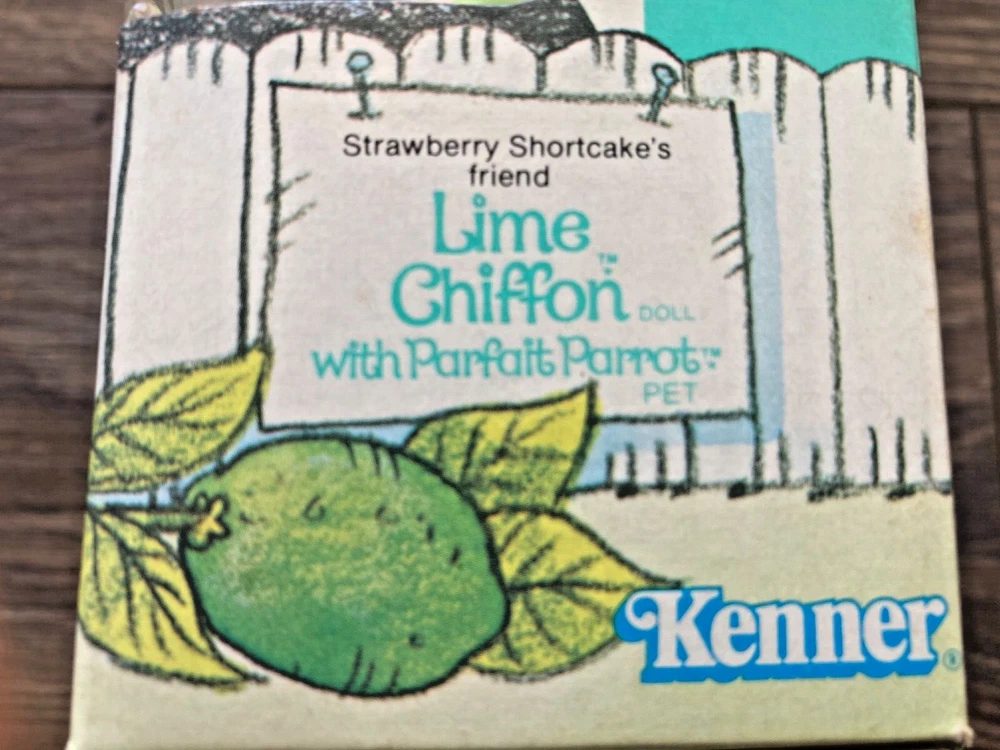 Strawberry Shortcake's
friend
Lime
Chiffon™ DOLL
with Parfait Parrot™
PET
Kenner®